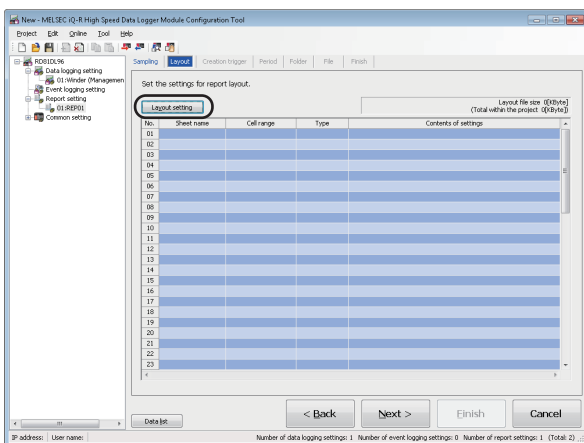 New - MELSEC iQ-R High Speed Data Logger Module Configuration Tool
Project Edit Online Tool Help
RD81DL96
Data logging setting
01:Winder (Managemen
Event logging setting
Report setting
01:REP01
Common setting
Sampling Layout Creation trigger Period Folder File Finish
Set the settings for report layout.
Layout setting
Layout file size 0[KByte]
(Total within the project 0[KByte])
No. Sheet name Cell range Type Contents of settings
01
02
03
04
05
06
07
08
09
10
11
12
13
14
15
16
17
18
19
20
21
22
23
Data list
< Back Next > Finish Cancel
IP address: User name: Number of data logging settings: 1 Number of event logging settings: 0 Number of report settings: 1 (Total: 2)